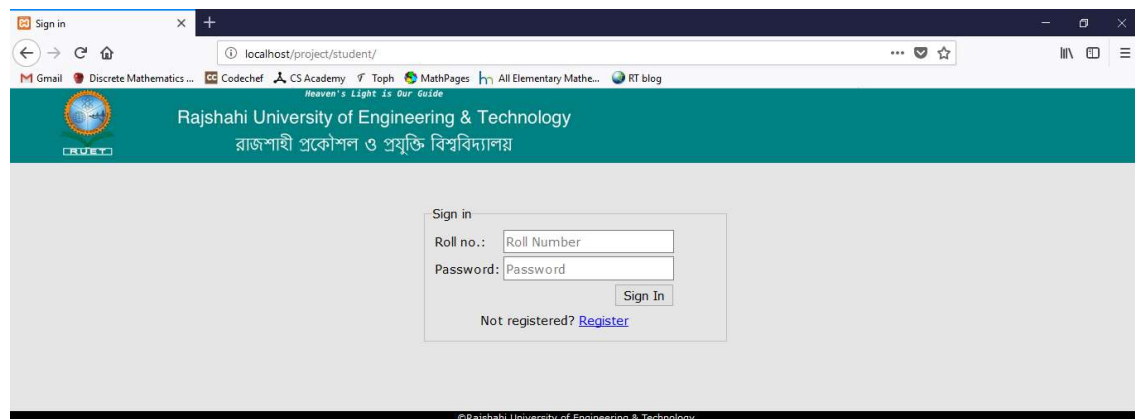 Sign in
localhost/project/student/
Gmail Discrete Mathematics ... CC Codechef CS Academy Toph MathPages All Elementary Mathe... RT blog
Heaven's Light is Our Guide
Rajshahi University of Engineering & Technology
রাজশাহী প্রকৌশল ও প্রযুক্তি বিশ্ববিদ্যালয়
RUET
Sign in
Roll no.: Roll Number
Password: Password
Sign In
Not registered? Register
©Rajshahi University of Engineering & Technology